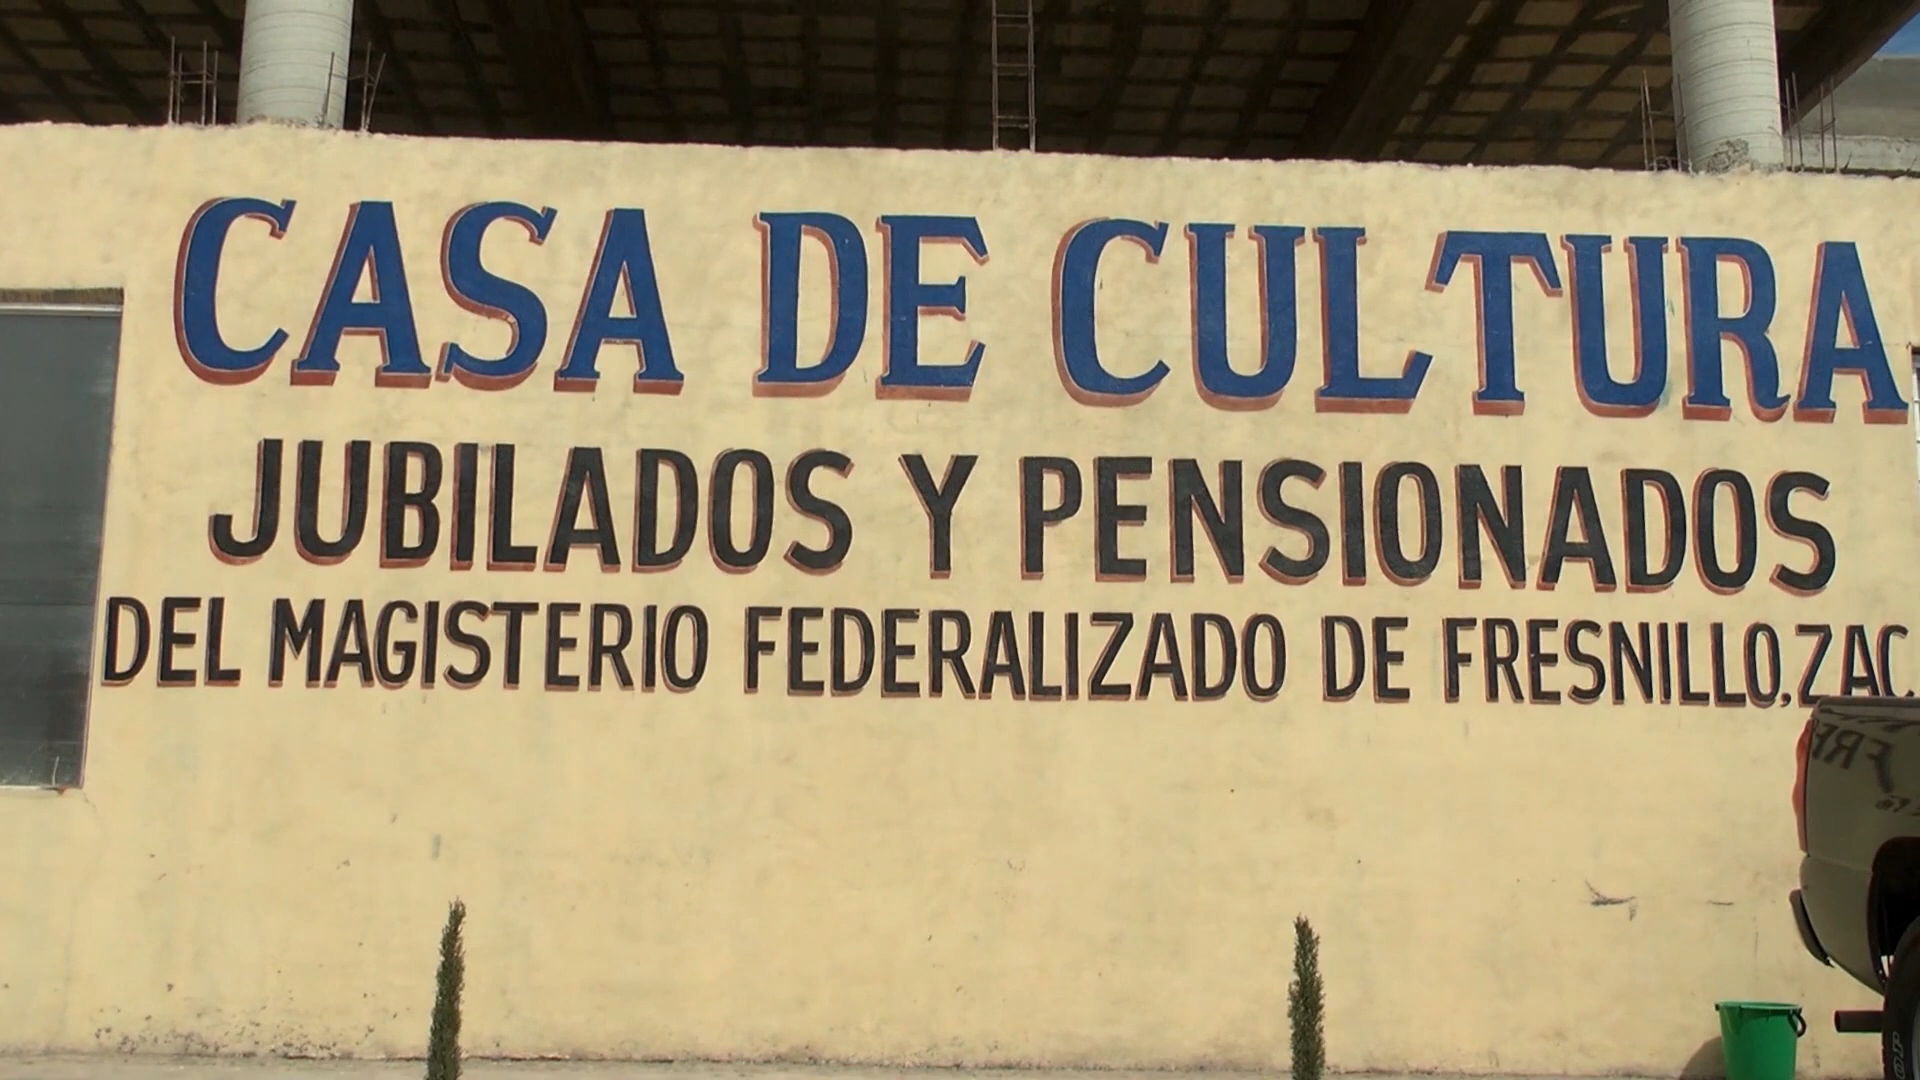 CASA DE CULTURA
JUBILADOS Y PENSIONADOS
DEL MAGISTERIO FEDERALIZADO DE FRESNILLO, ZAC.